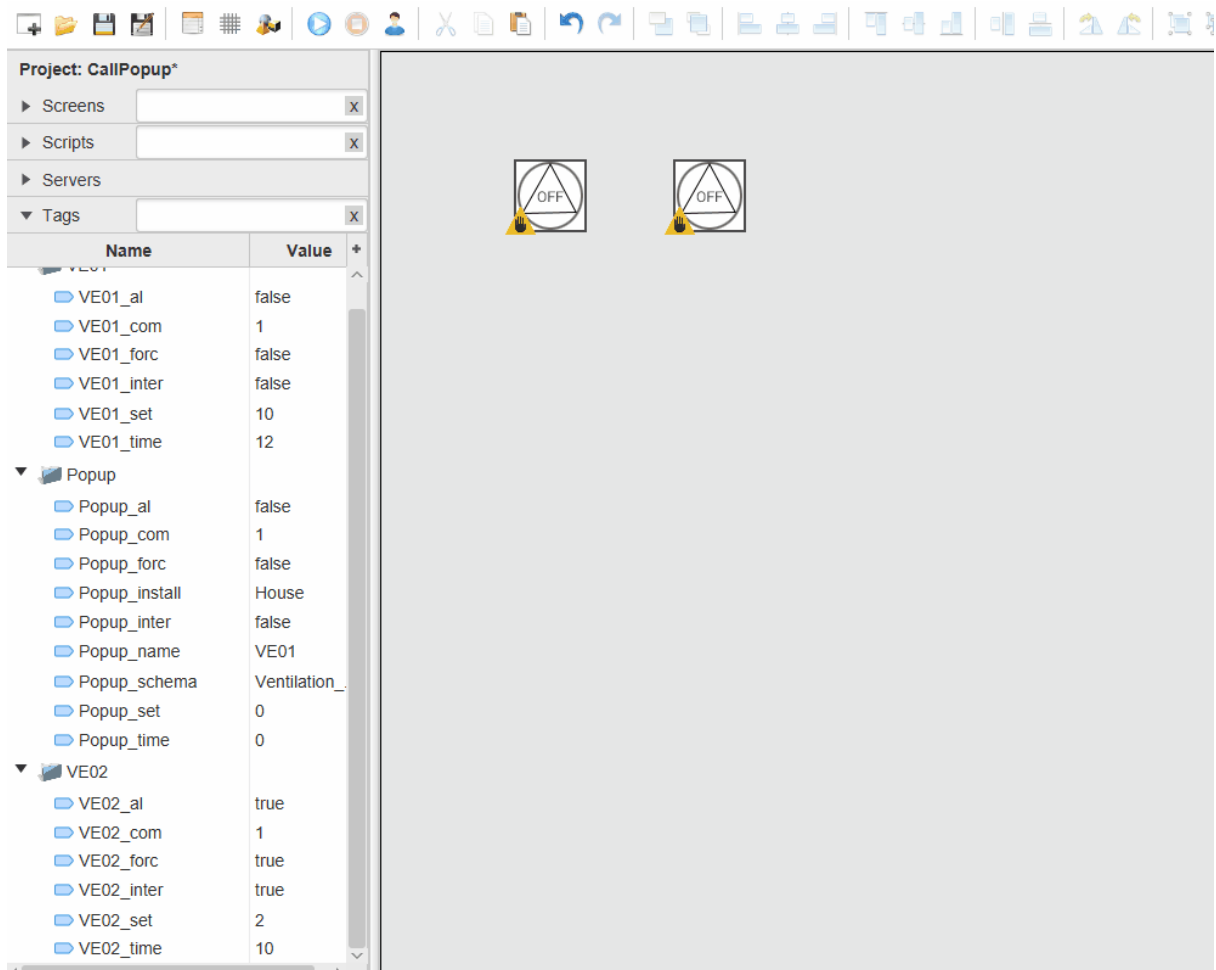 Project: CallPopup*
Screens x
Scripts x
Servers
Tags x
Name Value +
VE01
VE01_al false
VE01_com 1
VE01_forc false
VE01_inter false
VE01_set 10
VE01_time 12
Popup
Popup_al false
Popup_com 1
Popup_forc false
Popup_install House
Popup_inter false
Popup_name VE01
Popup_schema Ventilation_
Popup_set 0
Popup_time 0
VE02
VE02_al true
VE02_com 1
VE02_forc true
VE02_inter true
VE02_set 2
VE02_time 10
OFF OFF